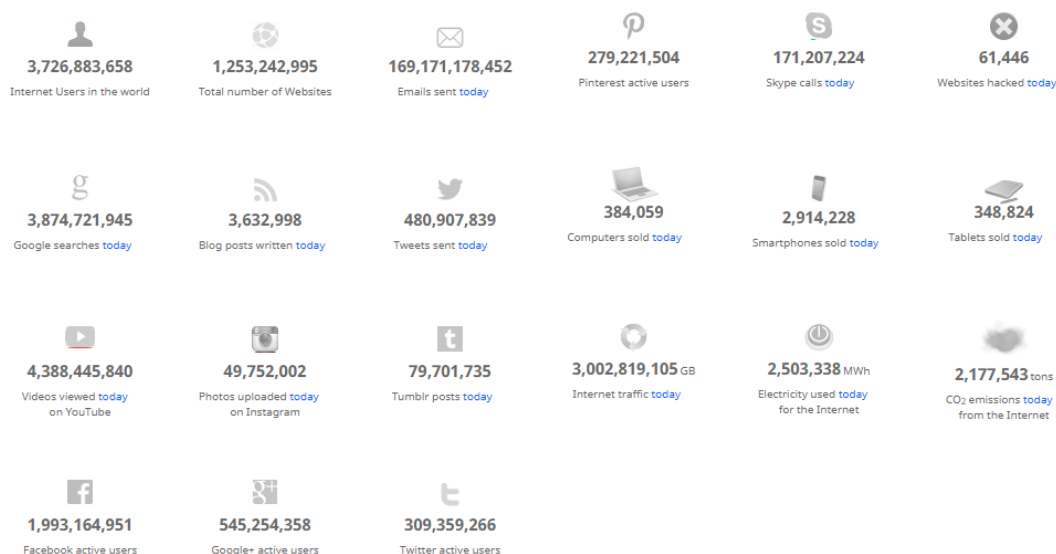 3,726,883,658
Internet Users in the world
1,253,242,995
Total number of Websites
169,171,178,452
Emails sent today
279,221,504
Pinterest active users
171,207,224
Skype calls today
61,446
Websites hacked today
g
3,874,721,945
Google searches today
3,632,998
Blog posts written today
480,907,839
Tweets sent today
384,059
Computers sold today
2,914,228
Smartphones sold today
348,824
Tablets sold today
4,388,445,840
Videos viewed today
on YouTube
49,752,002
Photos uploaded today
on Instagram
t
79,701,735
Tumblr posts today
3,002,819,105 GB
Internet traffic today
2,503,338 MWh
Electricity used today
for the Internet
2,177,543 tons
CO2 emissions today
from the Internet
f
1,993,164,951
Facebook active users
g+
545,254,358
Google+ active users
t
309,359,266
Twitter active users